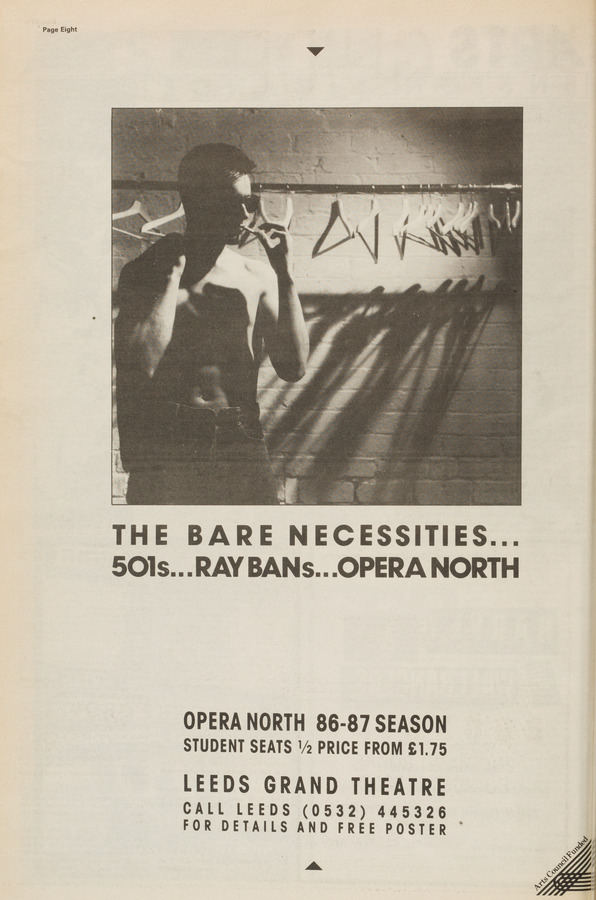 Page Eight
THE BARE NECESSITIES...
501s...RAY BANs...OPERA NORTH
OPERA NORTH 86-87 SEASON
STUDENT SEATS ½ PRICE FROM £1.75
LEEDS GRAND THEATRE
CALL LEEDS (0532) 445326
FOR DETAILS AND FREE POSTER
Arts Council Funded